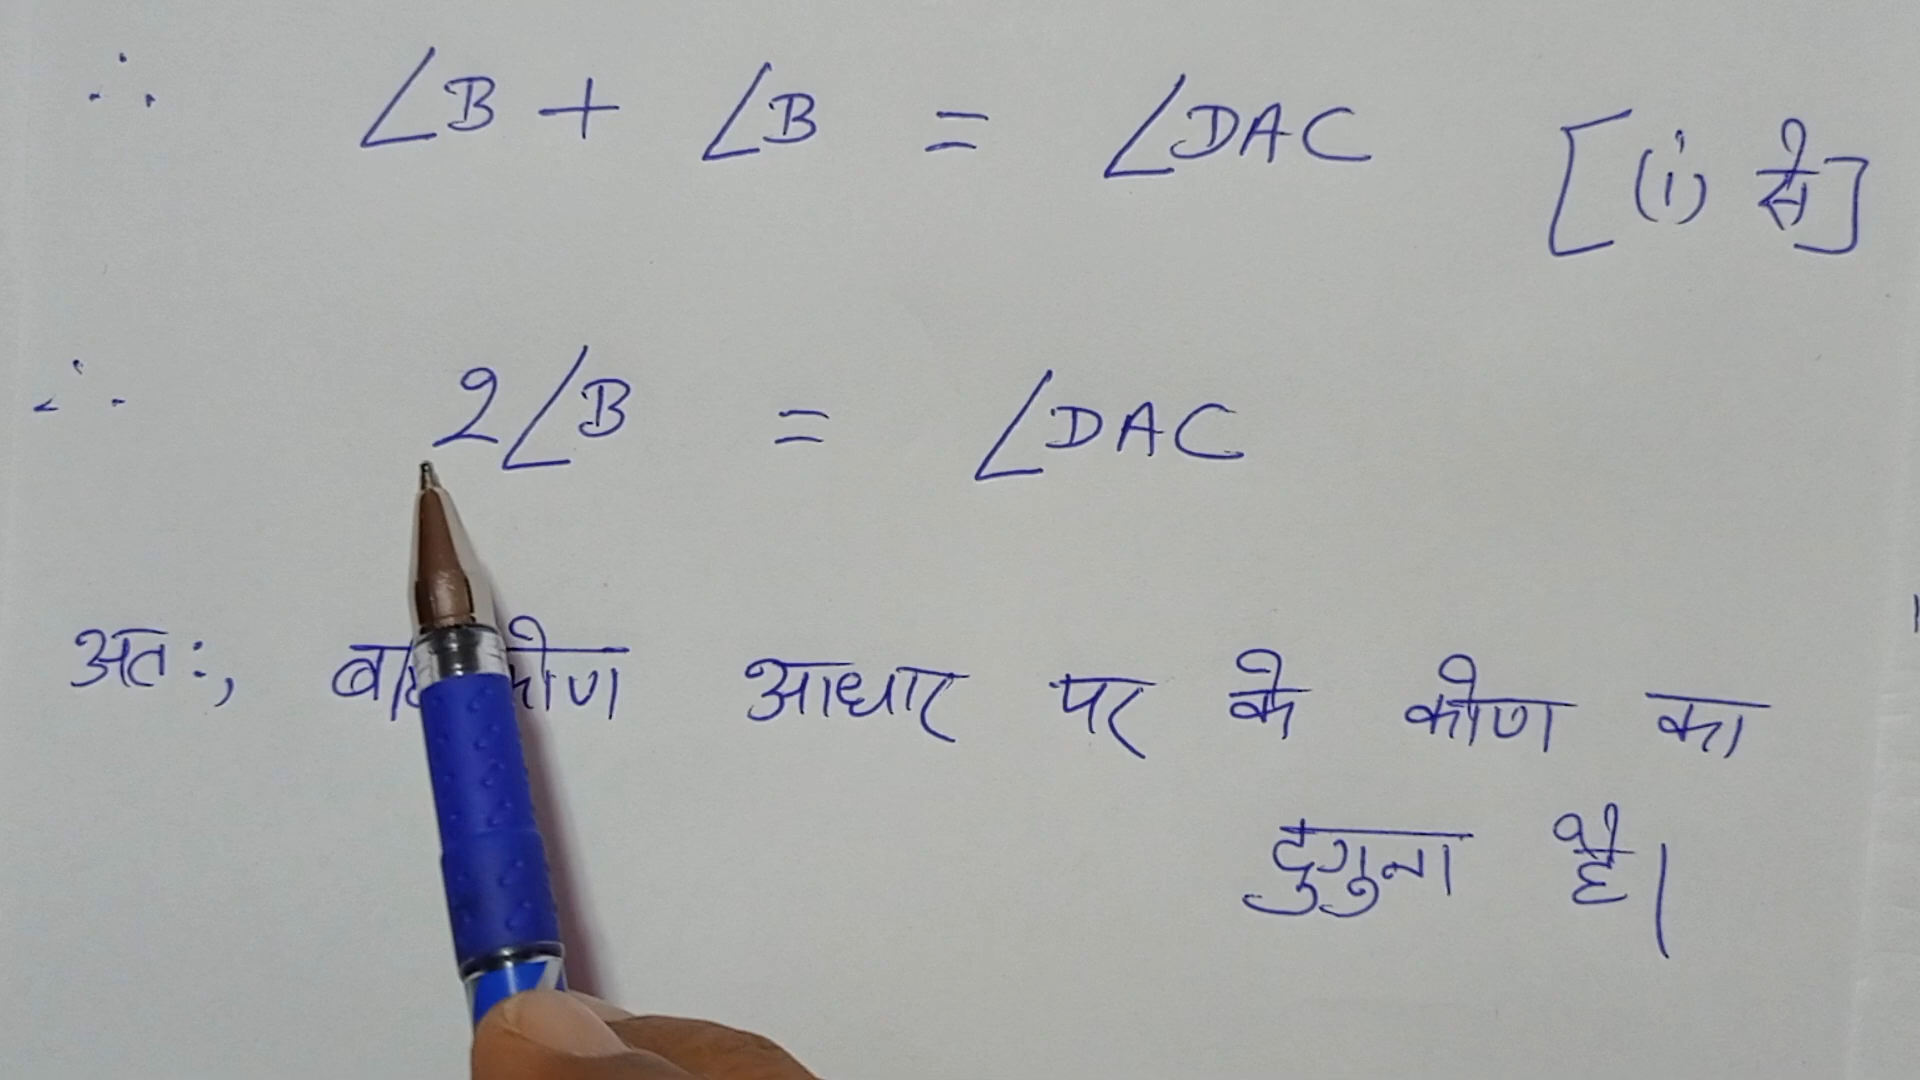 ∴ ∠B + ∠B = ∠DAC [(i) से]
∴ 2∠B = ∠DAC
अतः, कोण आधार पर के कोण का
दुगुना है।